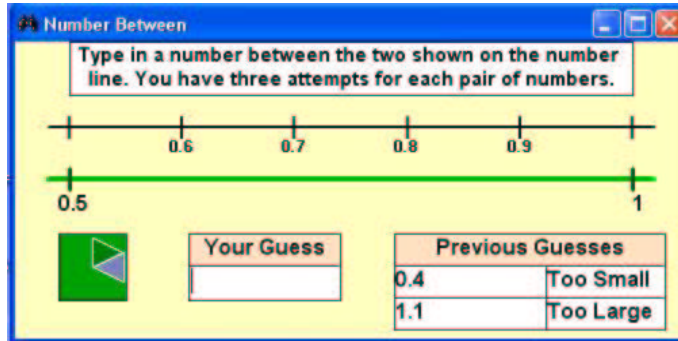 Number Between
Type in a number between the two shown on the number
line. You have three attempts for each pair of numbers.
0.6 0.7 0.8 0.9
0.5 1
Your Guess
Previous Guesses
0.4 Too Small
1.1 Too Large